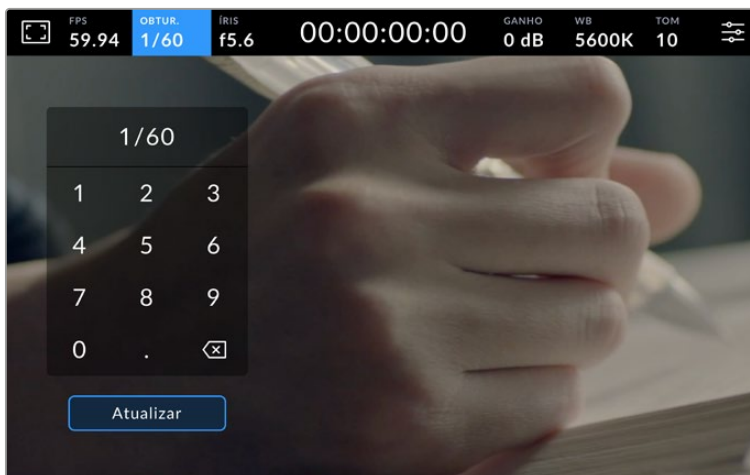 FPS OBTUR. ÍRIS GANHO WB TOM
59.94 1/60 f5.6 00:00:00:00 0 dB 5600K 10
1/60
1 2 3
4 5 6
7 8 9
0 .
Atualizar